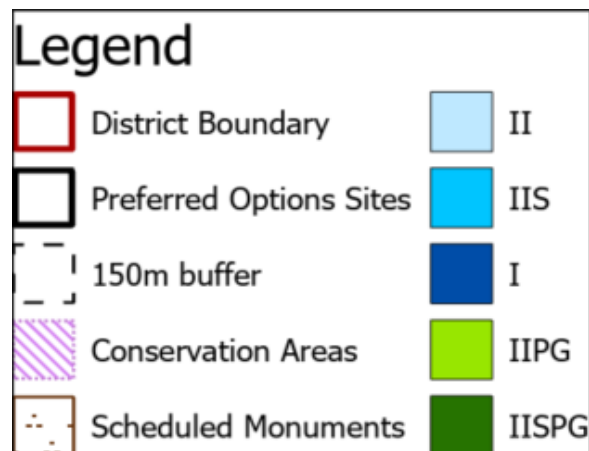 Legend
District Boundary
II
Preferred Options Sites
IIS
150m buffer
I
Conservation Areas
IIPG
Scheduled Monuments
IISPG